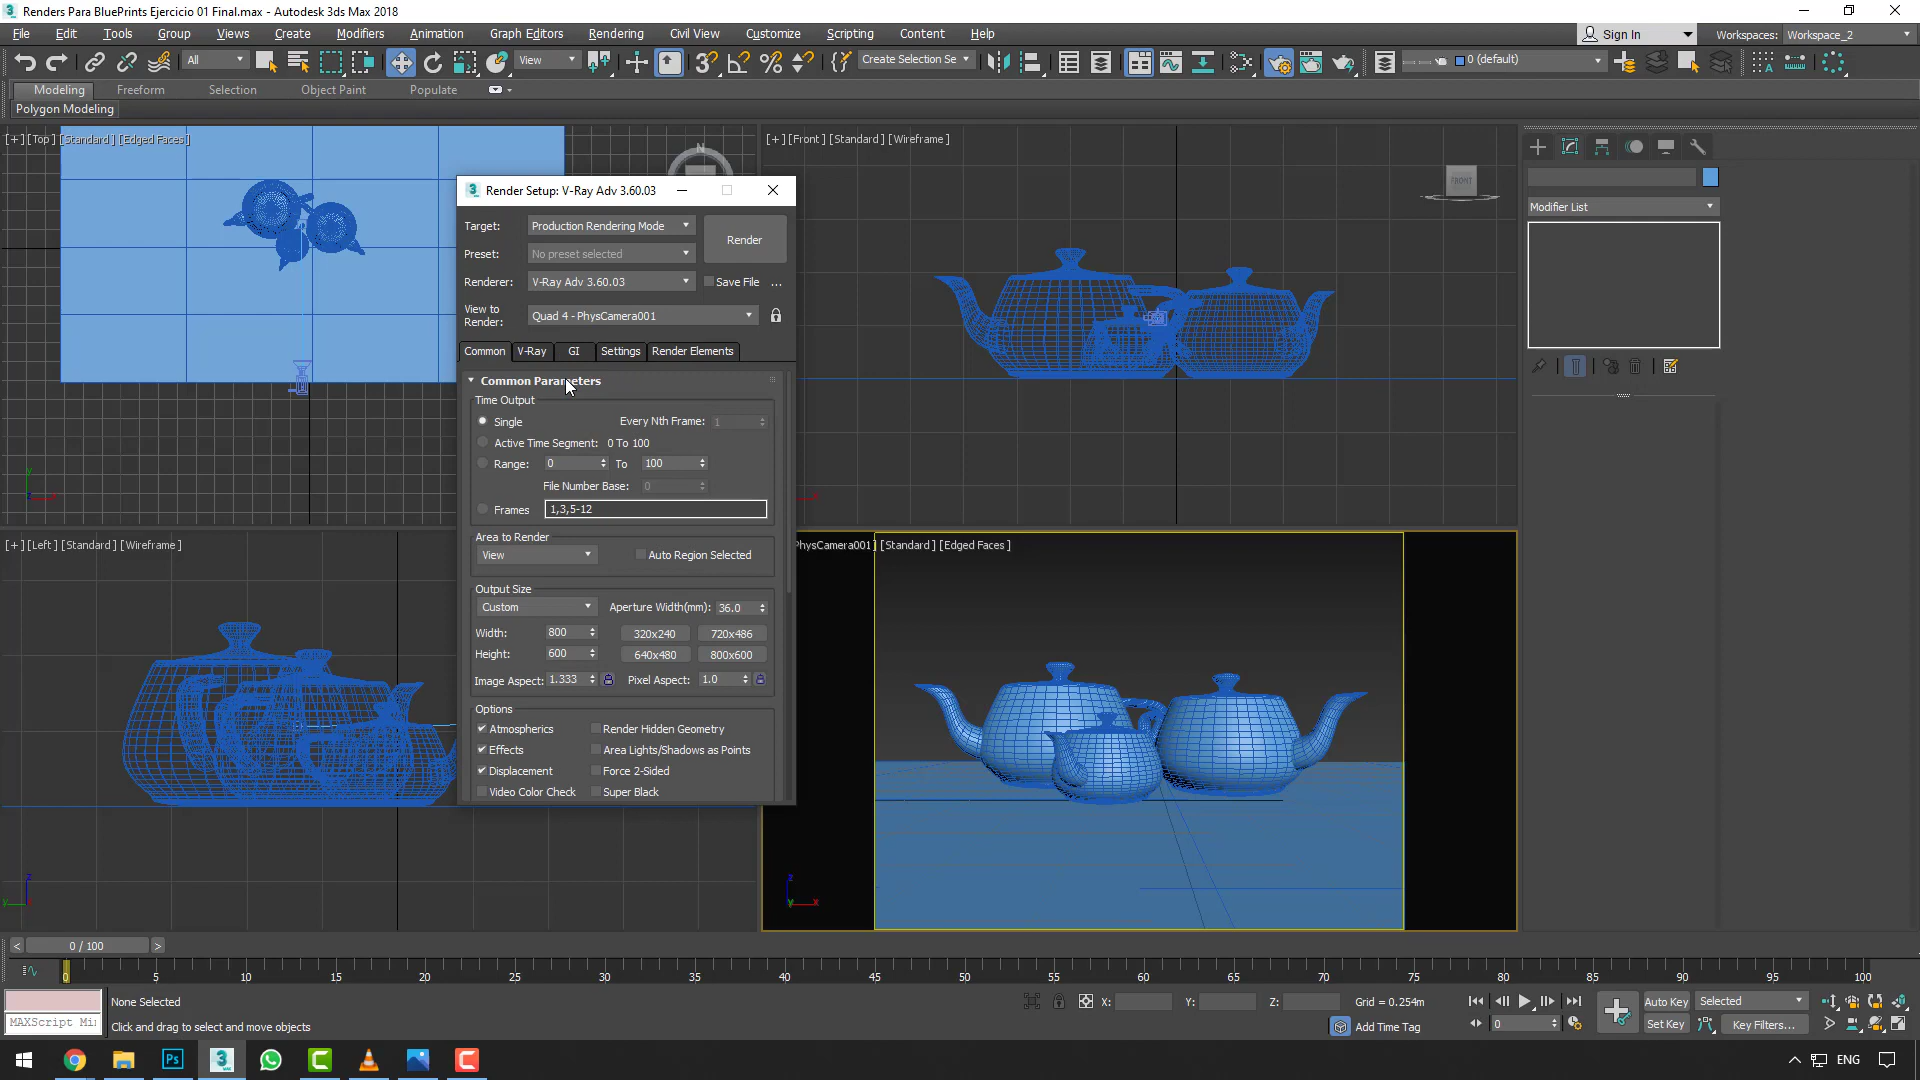 Renders Para BluePrints Ejercicio 01 Final.max - Autodesk 3ds Max 2018
File Edit Tools Group Views Create Modifiers Animation Graph Editors Rendering Civil View Customize Scripting Content Help
Sign In Workspaces: Workspace_2
All View Create Selection Se 0 (default)
Modeling Freeform Selection Object Paint Populate
Polygon Modeling
[+] [Top] [Standard] [Edged Faces]
[+] [Front] [Standard] [Wireframe]
N
FRONT
Modifier List
Render Setup: V-Ray Adv 3.60.03
Target: Production Rendering Mode
Render
Preset: No preset selected
Renderer: V-Ray Adv 3.60.03 Save File ...
View to Render: Quad 4 - PhysCamera001
Common V-Ray GI Settings Render Elements
Common Parameters
Time Output
Single Every Nth Frame: 1
Active Time Segment: 0 To 100
Range: 0 To 100
File Number Base: 0
Frames 1,3,5-12
Area to Render
View Auto Region Selected
Output Size
Custom Aperture Width(mm): 36.0
Width: 800 320x240 720x486
Height: 600 640x480 800x600
Image Aspect: 1.333 Pixel Aspect: 1.0
Options
Atmospherics Render Hidden Geometry
Effects Area Lights/Shadows as Points
Displacement Force 2-Sided
Video Color Check Super Black
[+] [Left] [Standard] [Wireframe]
PhysCamera001] [Standard] [Edged Faces]
y
z
x
z
y
z
y
x
< 0 / 100 >
0 5 10 15 20 25 30 35 40 45 50 55 60 65 70 75 80 85 90 95 100
None Selected
X: Y: Z: Grid = 0.254m
Auto Key Selected
MAXScript Mi
Click and drag to select and move objects
Add Time Tag
0
Set Key Key Filters...
Ps
3
MAX
C
C
ENG